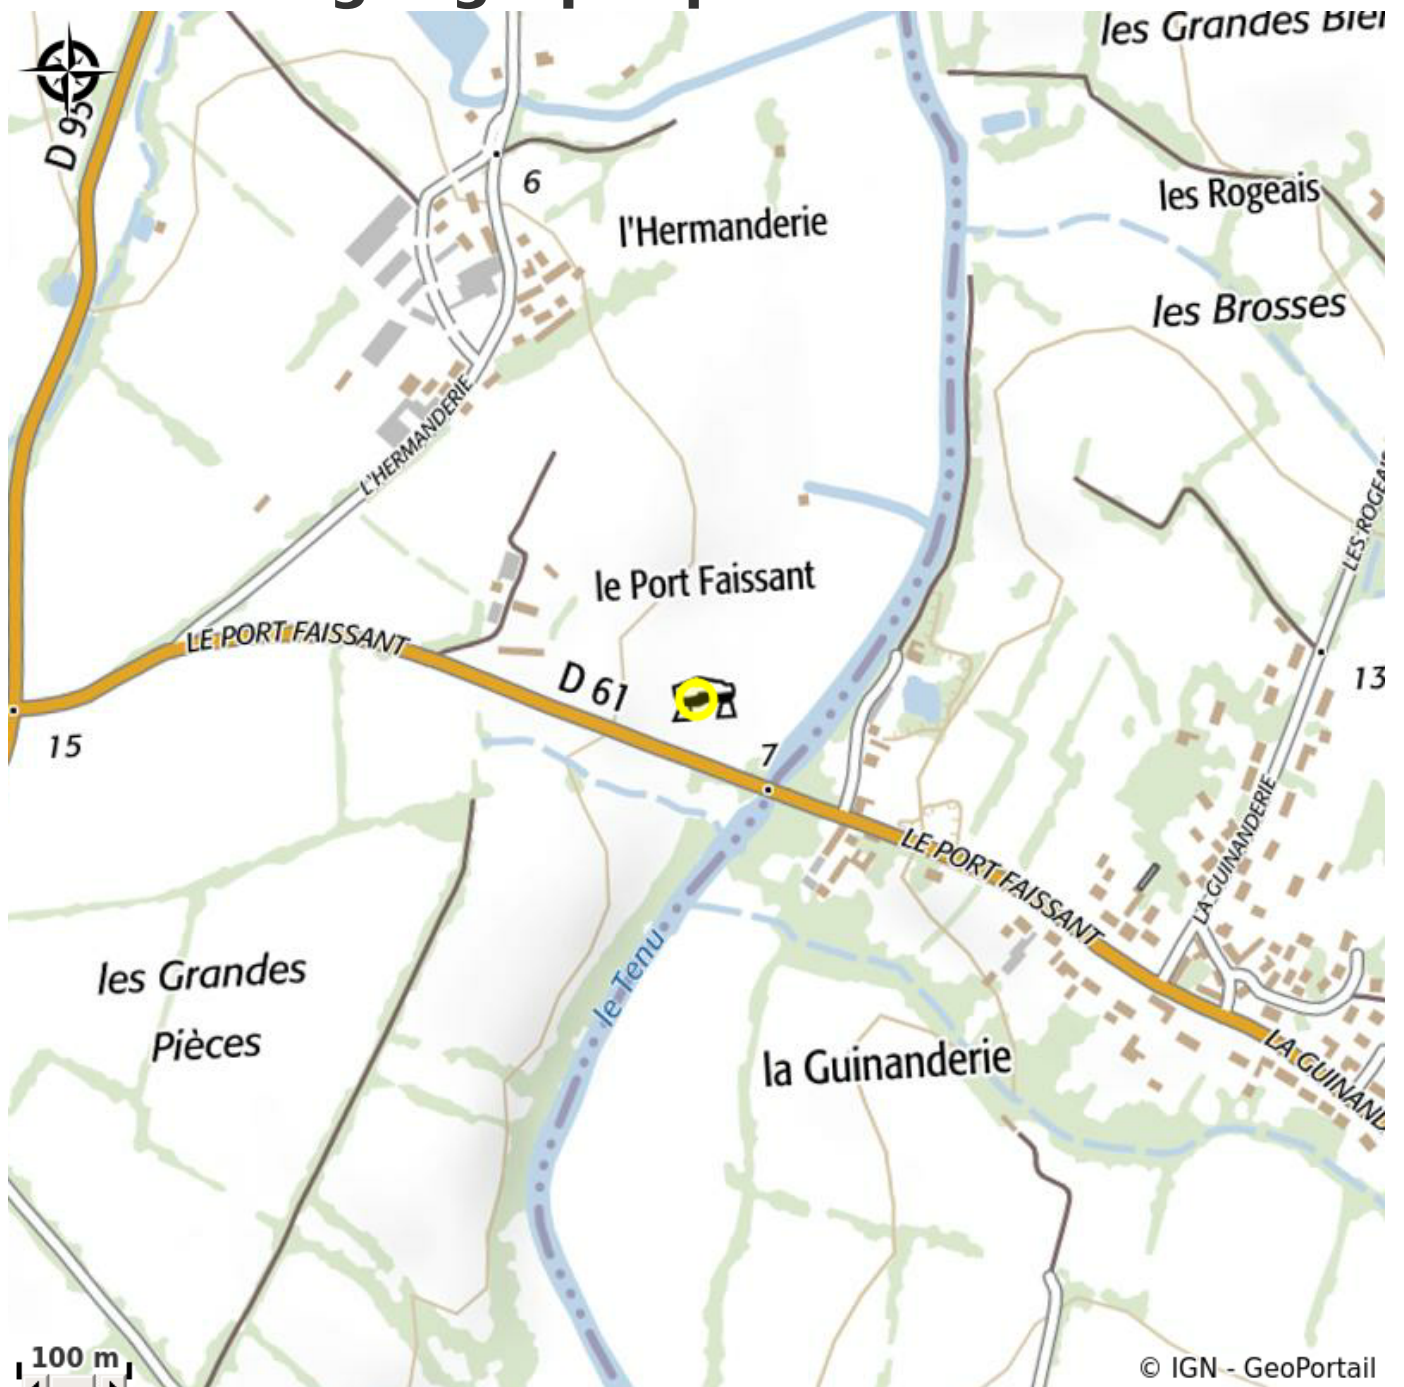 les Grandes
D 95
6
les Rogeais
l'Hermanderie
les Brosses
L'HERMANDERIE
LES ROGEAIS
le Port Faissant
LE PORT FAISSANT
D 61
13
15
7
LA GUINANDERIE
LE PORT FAISSANT
le Tenu
les Grandes
Pièces
la Guinanderie
LA GUINAND
100 m
© IGN - GeoPortail